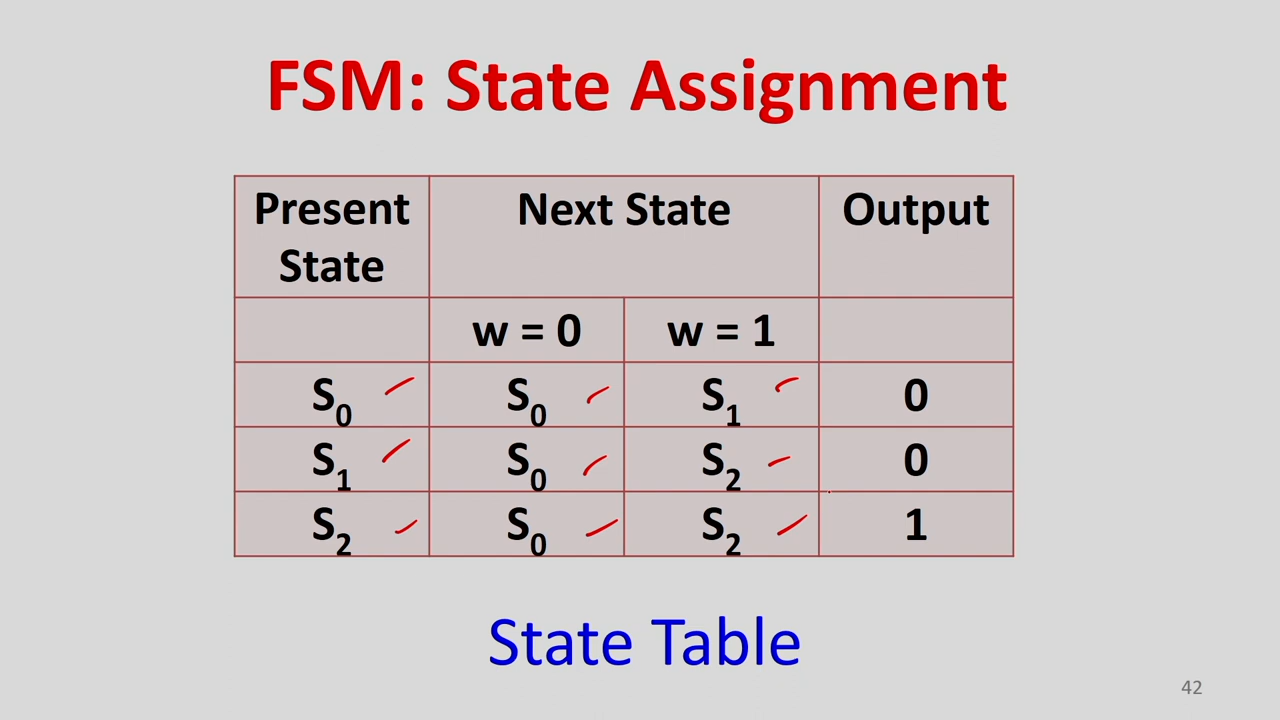 FSM: State Assignment
Present State Next State Output
w = 0 w = 1
S0 S0 S1 0
S1 S0 S2 0
S2 S0 S2 1
State Table
42